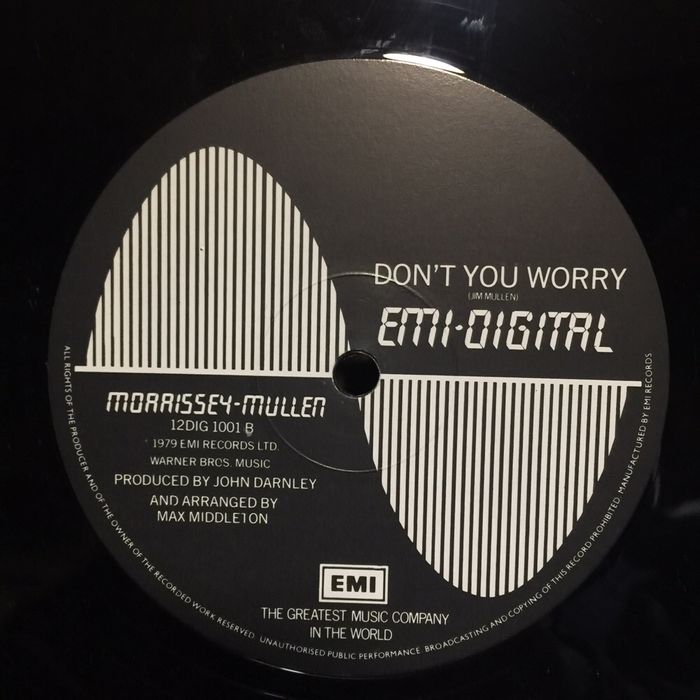 DON'T YOU WORRY
(JIM MULLEN)
EMI-DIGITAL
MORRISSEY-MULLEN
12DIG 1001 B
1979 EMI RECORDS LTD.
WARNER BROS. MUSIC
PRODUCED BY JOHN DARNLEY
AND ARRANGED BY
MAX MIDDLETON
EMI
THE GREATEST MUSIC COMPANY
IN THE WORLD
ALL RIGHTS OF THE PRODUCER AND OF THE OWNER OF THE RECORDED WORK RESERVED. UNAUTHORISED PUBLIC PERFORMANCE, BROADCASTING AND COPYING OF THIS RECORD PROHIBITED. MANUFACTURED BY EMI RECORDS